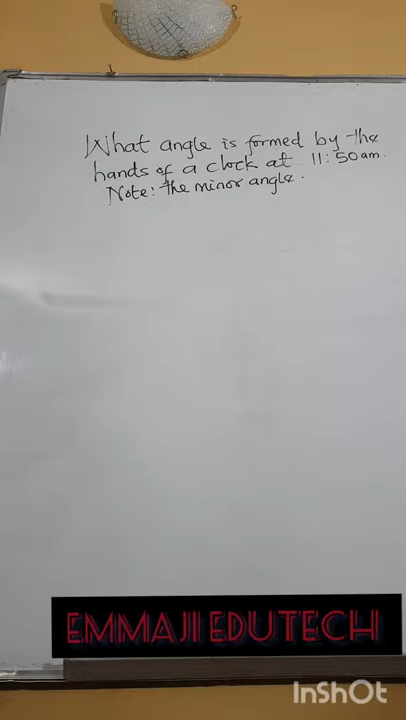 What angle is formed by the
hands of a clock at 11:50am.
Note: the minor angle.
EMMAJI EDUTECH
InShOt